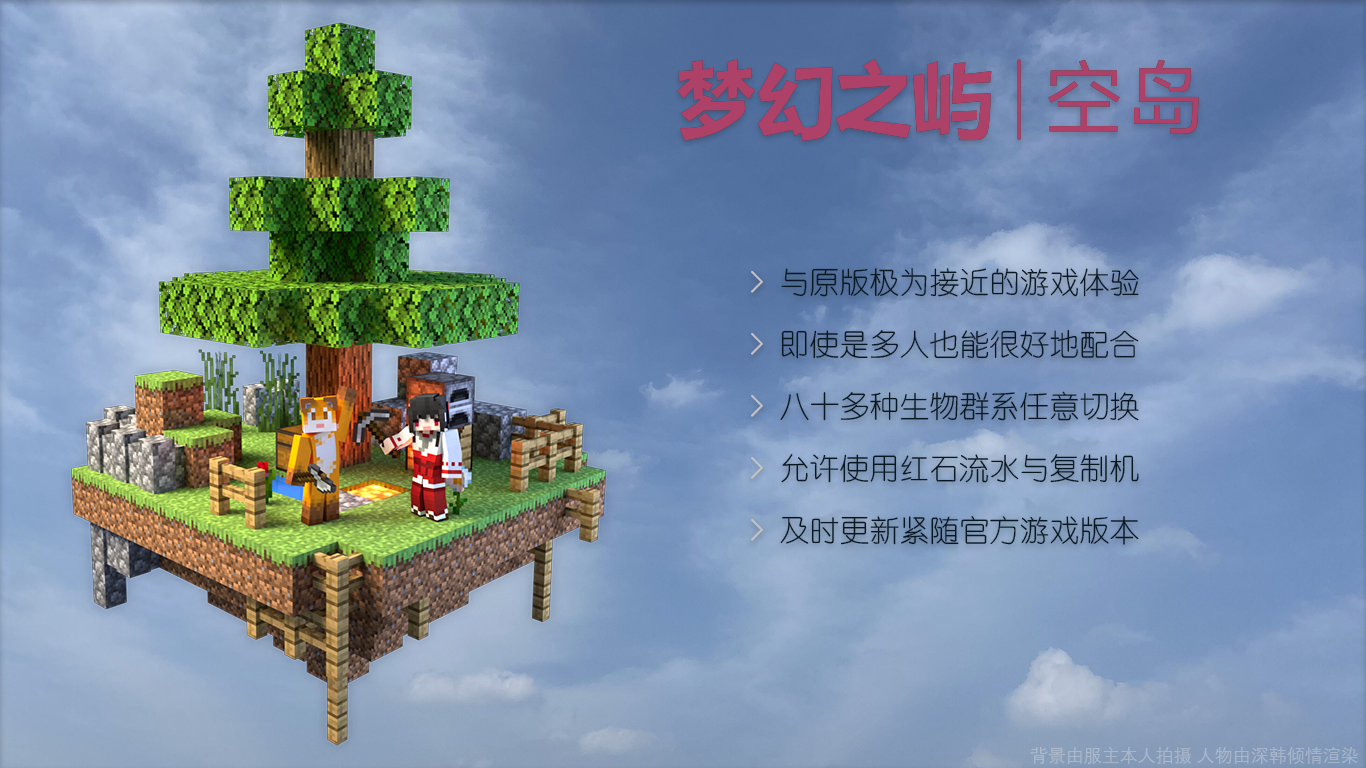 梦幻之屿|空岛
与原版极为接近的游戏体验
即使是多人也能很好地配合
八十多种生物群系任意切换
允许使用红石流水与复制机
及时更新紧随官方游戏版本
背景由服主本人拍摄 人物由深韩倾情渲染